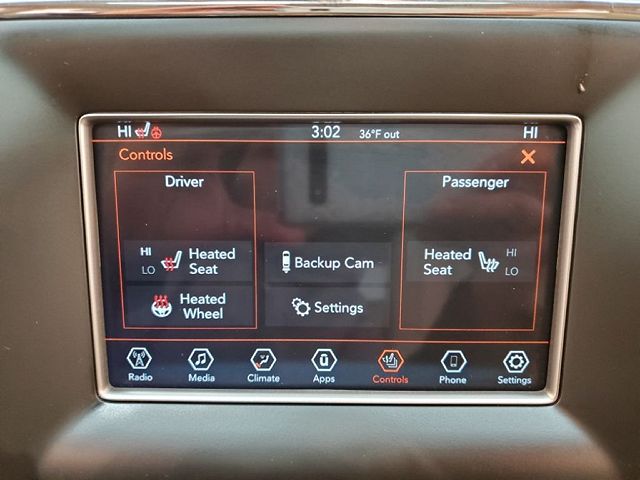 HI 3:02 36°F out HI
Controls
Driver
Passenger
HI
LO
Heated
Seat
Backup Cam
Heated
Seat
HI
LO
Heated
Wheel
Settings
Radio
Media
Climate
Apps
Controls
Phone
Settings